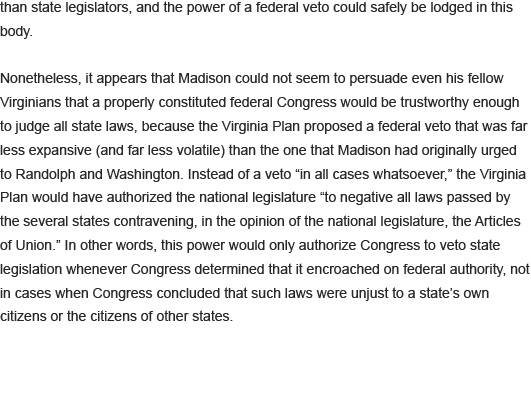 than state legislators, and the power of a federal veto could safely be lodged in this
body.
Nonetheless, it appears that Madison could not seem to persuade even his fellow
Virginians that a properly constituted federal Congress would be trustworthy enough
to judge all state laws, because the Virginia Plan proposed a federal veto that was far
less expansive (and far less volatile) than the one that Madison had originally urged
to Randolph and Washington. Instead of a veto “in all cases whatsoever,” the Virginia
Plan would have authorized the national legislature “to negative all laws passed by
the several states contravening, in the opinion of the national legislature, the Articles
of Union.” In other words, this power would only authorize Congress to veto state
legislation whenever Congress determined that it encroached on federal authority, not
in cases when Congress concluded that such laws were unjust to a state’s own
citizens or the citizens of other states.